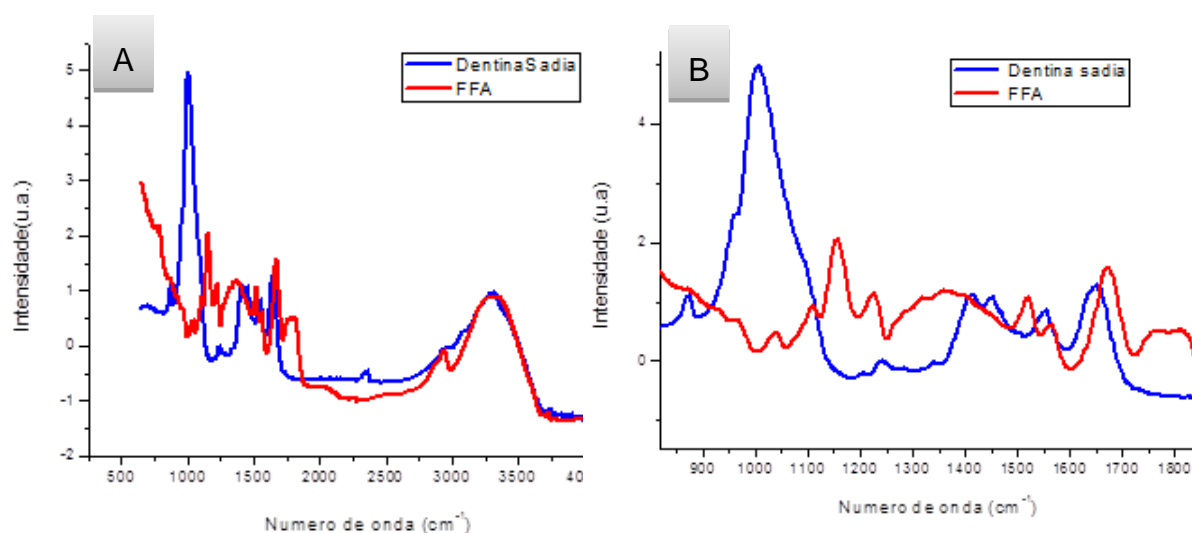 A
DentinaSadia
FFA
Intensidade(u.a.)
5
4
3
2
1
0
-1
-2
500 1000 1500 2000 2500 3000 3500 40
Numero de onda (cm⁻¹)
B
Dentina sadia
FFA
Intensidade (u.a)
4
2
0
900 1000 1100 1200 1300 1400 1500 1600 1700 1800
Numero de onda (cm⁻¹)